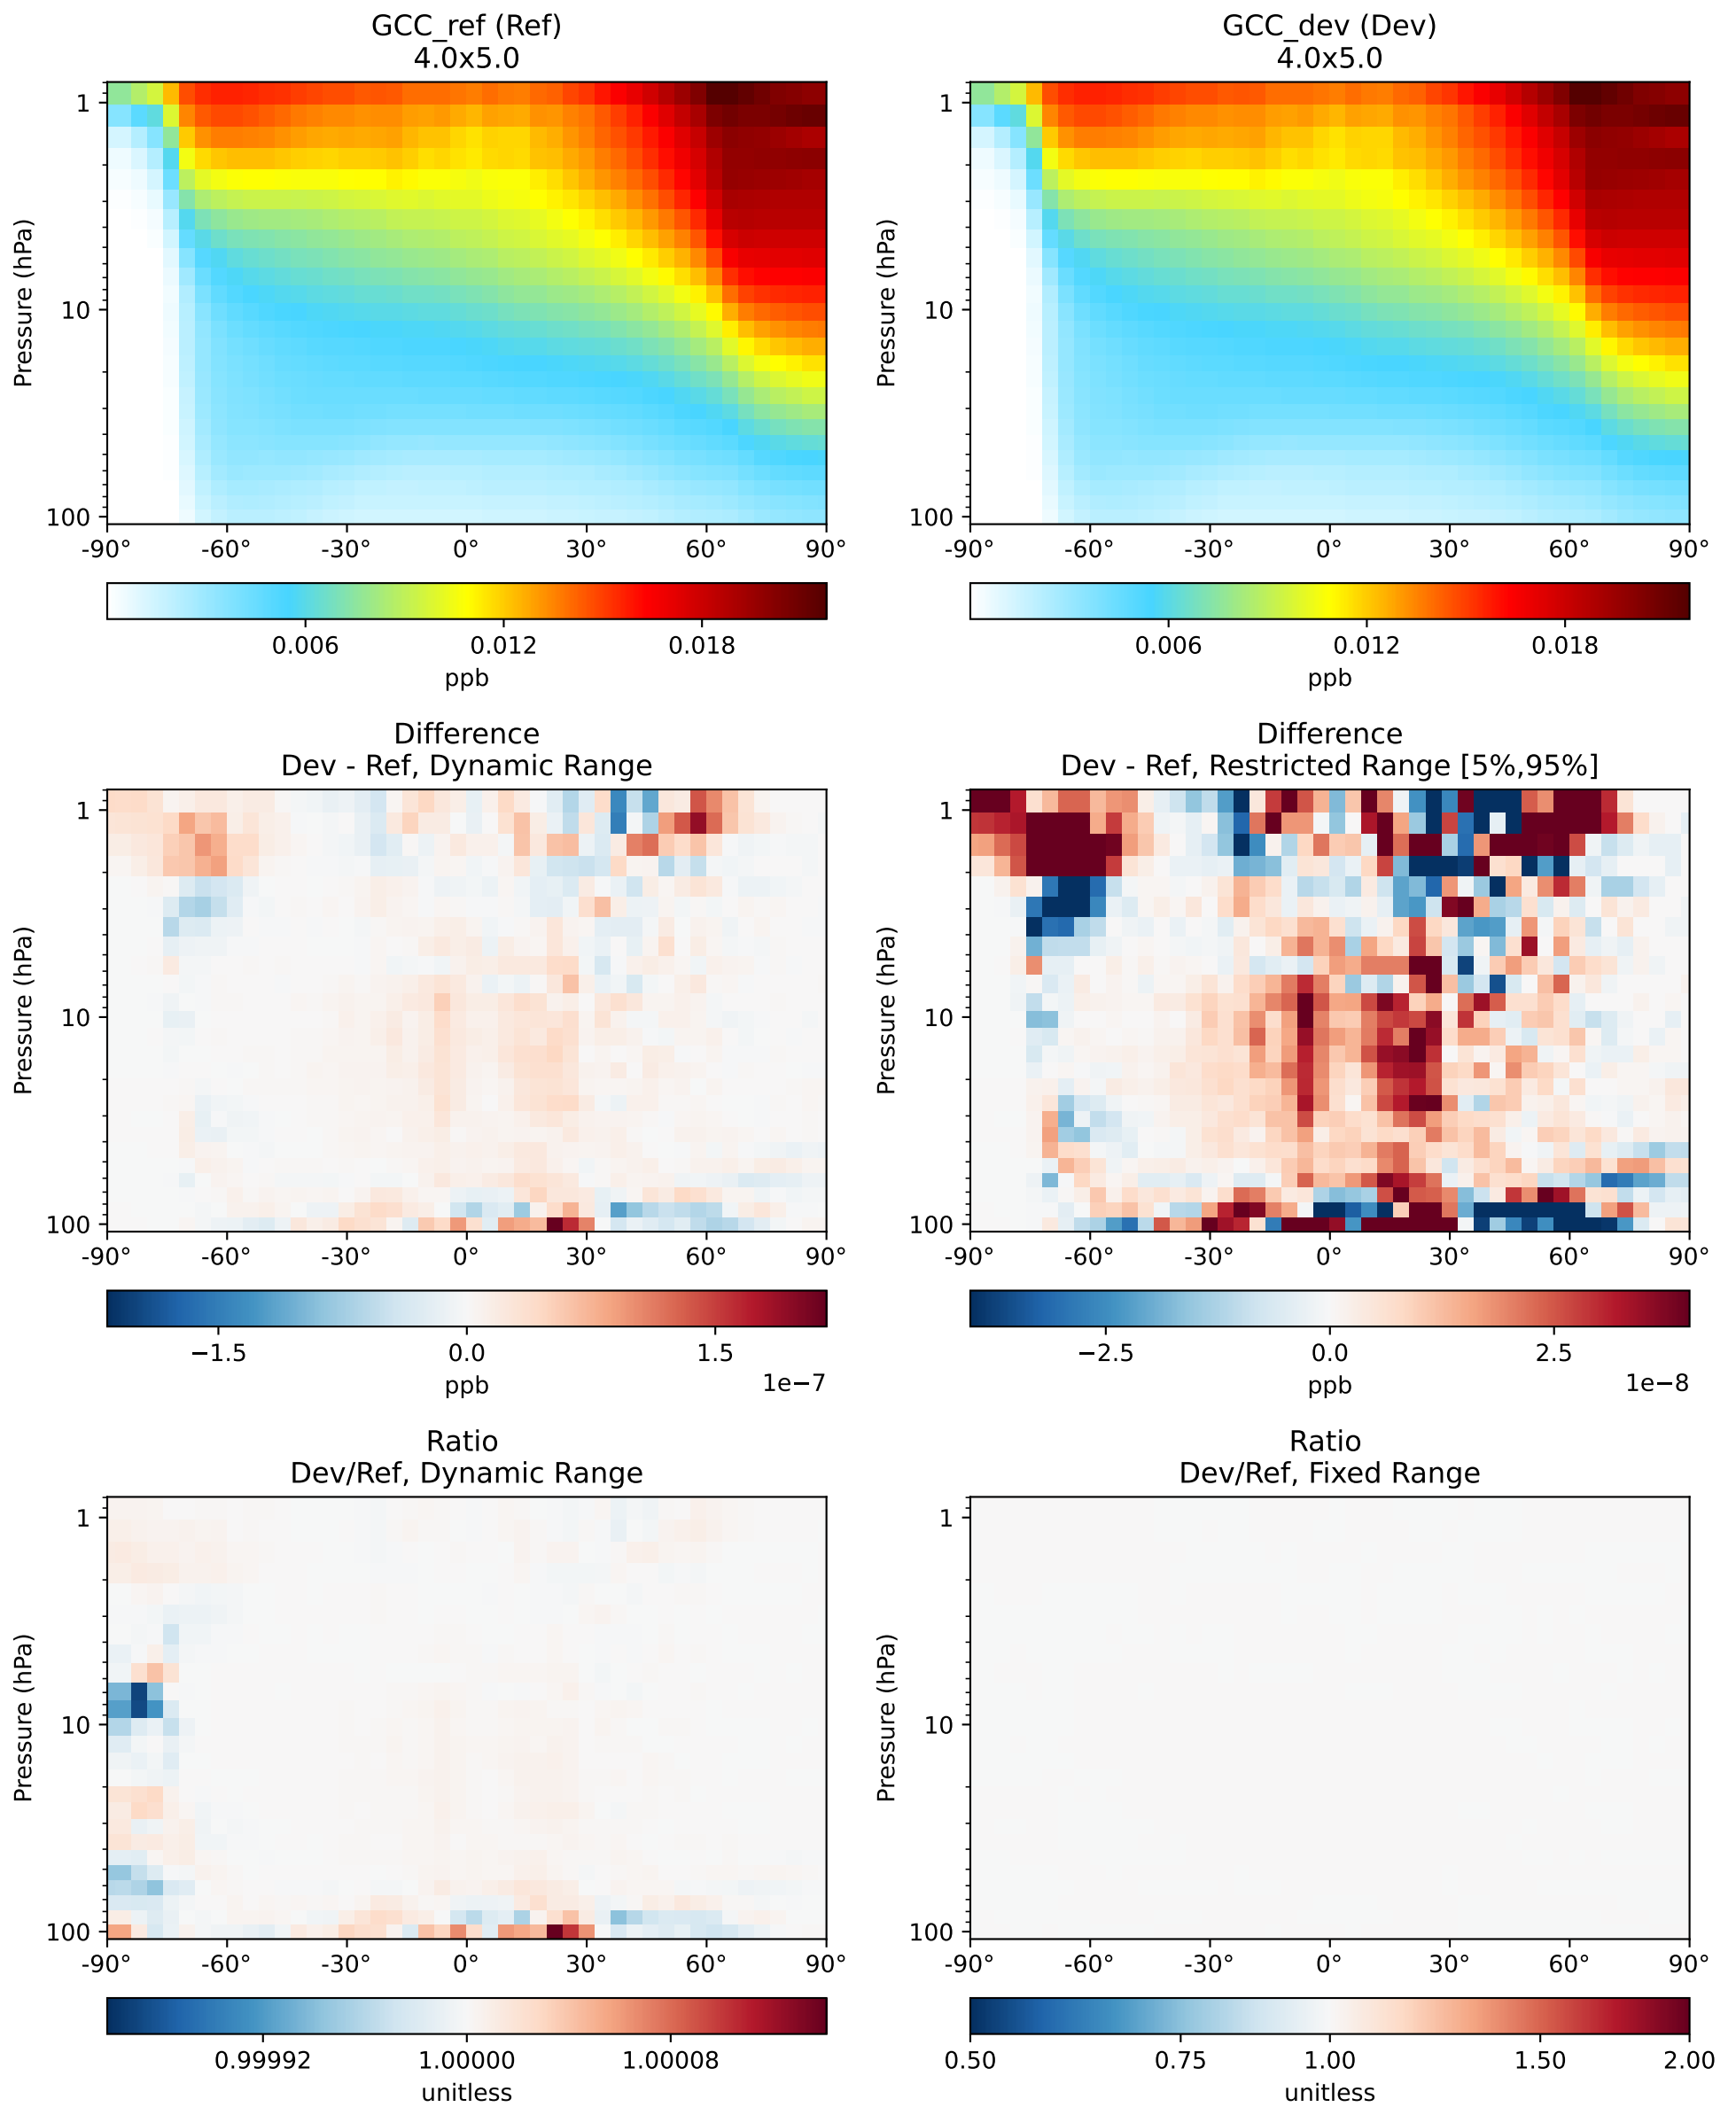 GCC_ref (Ref)
4.0x5.0
GCC_dev (Dev)
4.0x5.0
Pressure (hPa)
1
10
100
-90° -60° -30° 0° 30° 60° 90°
0.006 0.012 0.018
ppb
Pressure (hPa)
1
10
100
-90° -60° -30° 0° 30° 60° 90°
0.006 0.012 0.018
ppb
Difference
Dev - Ref, Dynamic Range
Pressure (hPa)
1
10
100
-90° -60° -30° 0° 30° 60° 90°
−1.5 0.0 1.5
1e−7
ppb
Difference
Dev - Ref, Restricted Range [5%,95%]
Pressure (hPa)
1
10
100
-90° -60° -30° 0° 30° 60° 90°
−2.5 0.0 2.5
1e−8
ppb
Ratio
Dev/Ref, Dynamic Range
Pressure (hPa)
1
10
100
-90° -60° -30° 0° 30° 60° 90°
0.99992 1.00000 1.00008
unitless
Ratio
Dev/Ref, Fixed Range
Pressure (hPa)
1
10
100
-90° -60° -30° 0° 30° 60° 90°
0.50 0.75 1.00 1.50 2.00
unitless